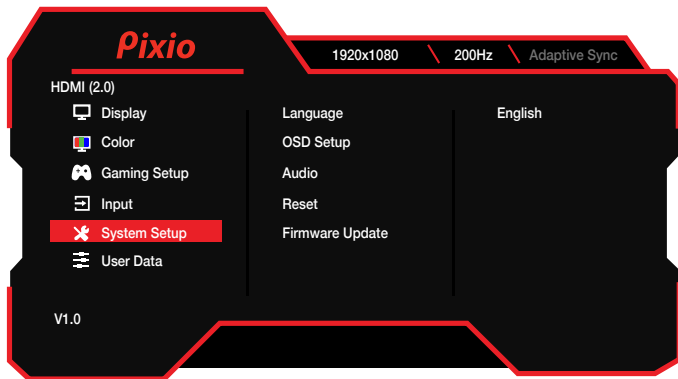 Pixio
1920x1080 \ 200Hz \ Adaptive Sync
HDMI (2.0)
Display Language English
Color OSD Setup
Gaming Setup Audio
Input Reset
System Setup Firmware Update
User Data
V1.0